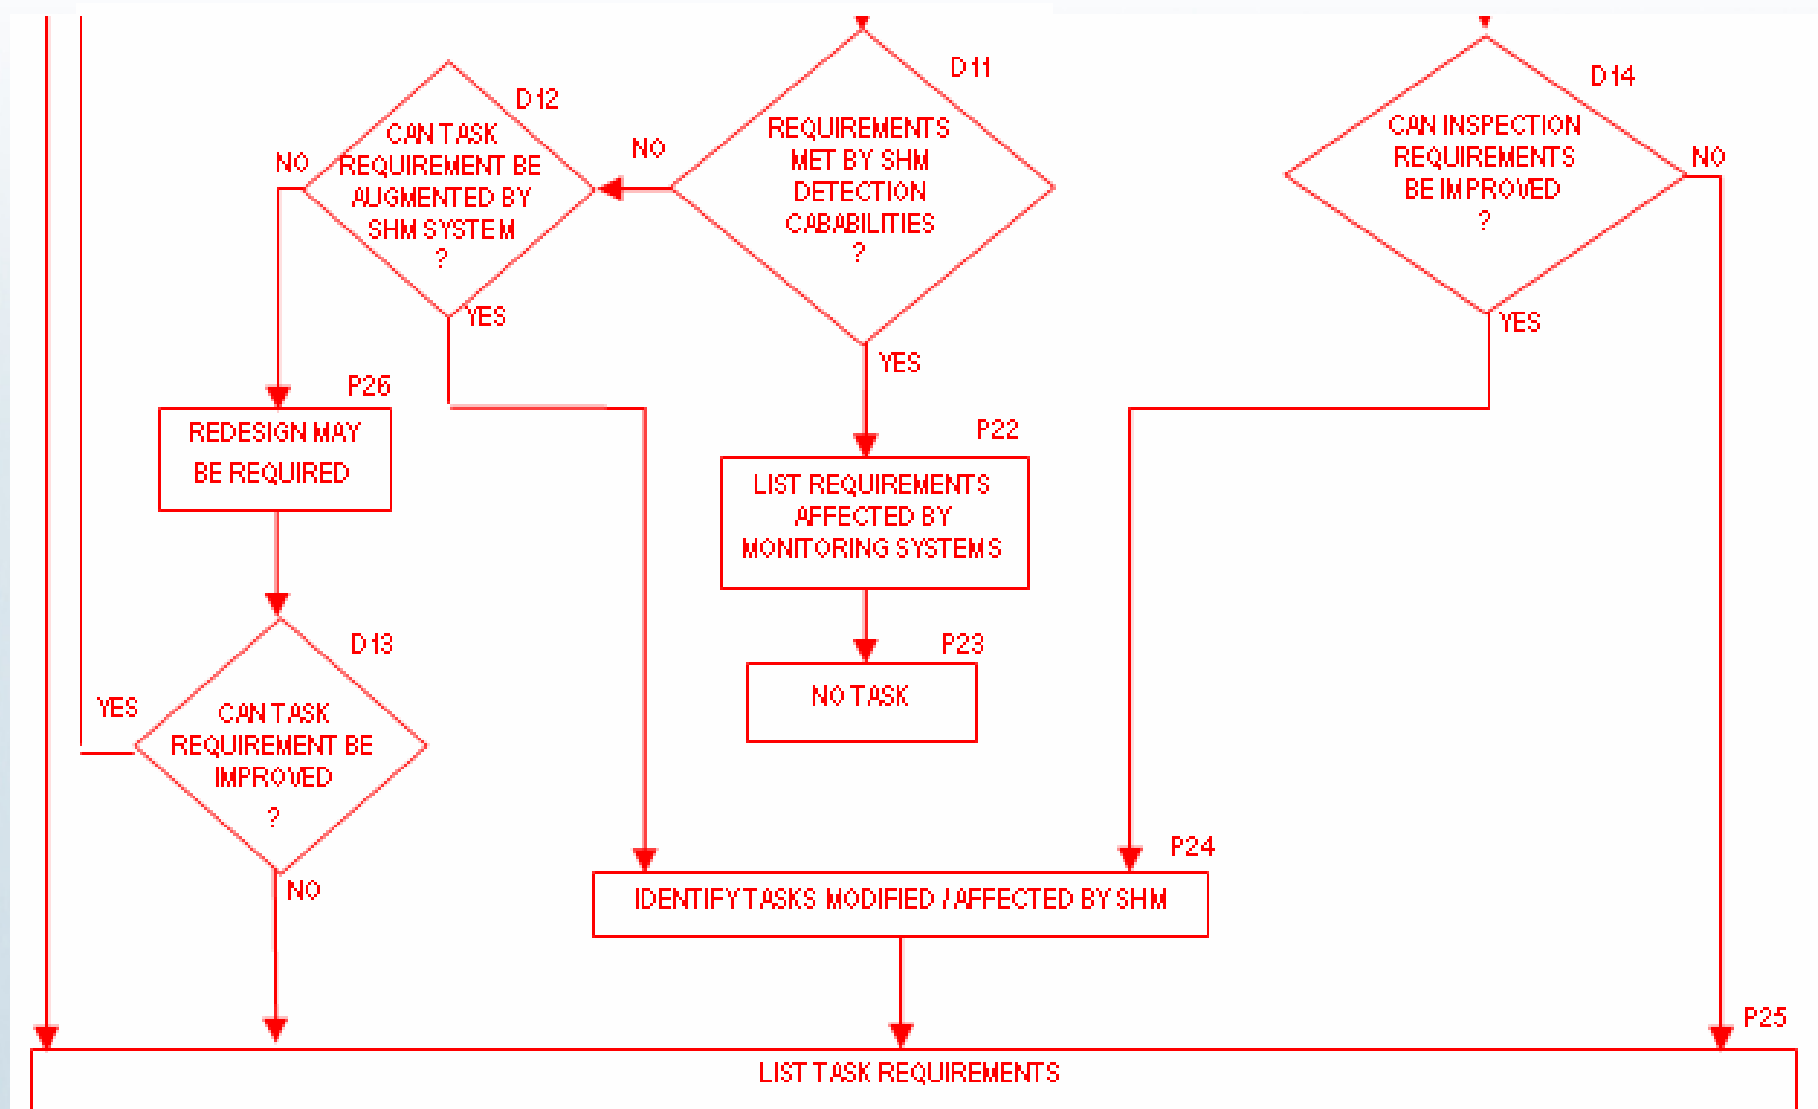 D12
CAN TASK
REQUIREMENT BE
AUGMENTED BY
SHM SYSTEM
?
NO
YES
D11
REQUIREMENTS
MET BY SHM
DETECTION
CABABILITIES
?
NO
YES
D14
CAN INSPECTION
REQUIREMENTS
BE IMPROVED
?
NO
YES
P26
REDESIGN MAY
BE REQUIRED
P22
LIST REQUIREMENTS
AFFECTED BY
MONITORING SYSTEMS
P23
NO TASK
D13
YES
CAN TASK
REQUIREMENT BE
IMPROVED
?
NO
P24
IDENTIFY TASKS MODIFIED / AFFECTED BY SHM
P25
LIST TASK REQUIREMENTS